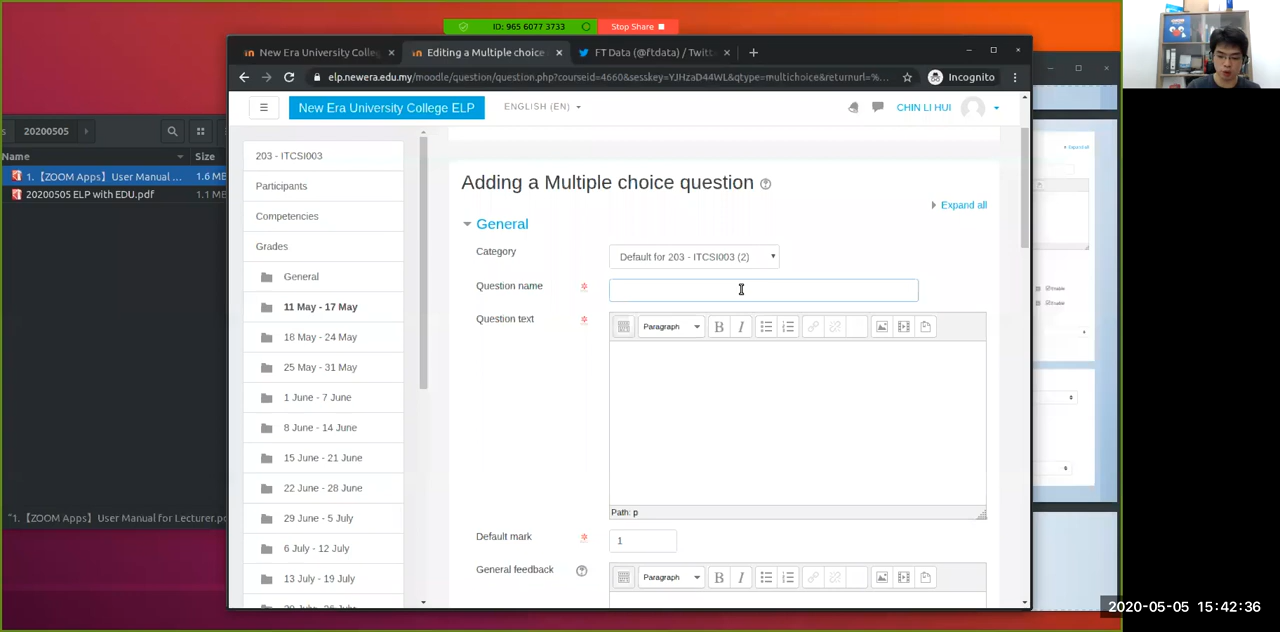 ID: 965 6077 3733
Stop Share
New Era University Colle
Editing a Multiple choice
FT Data (@ftdata) / Twitt
elp.newera.edu.my/moodle/question/question.php?courseid=4660&sesskey=YJHzaD44WL&qtype=multichoice&returnurl=%...
Incognito
New Era University College ELP
ENGLISH (EN)
CHIN LI HUI
20200505
Name
Size
1.【ZOOM Apps】User Manual ...
1.6 MB
20200505 ELP with EDU.pdf
1.1 MB
"1.【ZOOM Apps】User Manual for Lecturer.pd
203 - ITCSI003
Participants
Competencies
Grades
General
11 May - 17 May
18 May - 24 May
25 May - 31 May
1 June - 7 June
8 June - 14 June
15 June - 21 June
22 June - 28 June
29 June - 5 July
6 July - 12 July
13 July - 19 July
Adding a Multiple choice question
Expand all
General
Category
Default for 203 - ITCSI003 (2)
Question name
Question text
Paragraph
B
I
Path: p
Default mark
1
General feedback
Paragraph
B
I
Expand all
Enable
Enable
2020-05-05 15:42:36